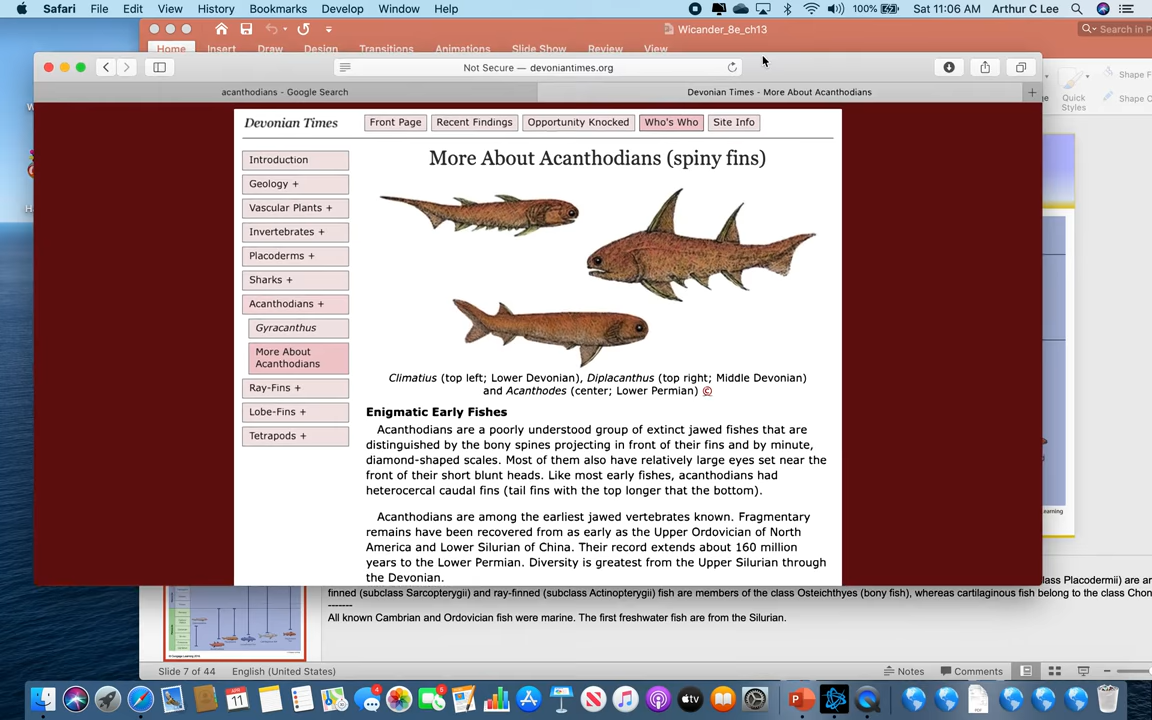 Safari File Edit View History Bookmarks Develop Window Help 100% Sat 11:06 AM Arthur C Lee
Wicander_8e_ch13
Search in P
Home Insert Draw Design Transitions Animations Slide Show Review View
Not Secure — devoniantimes.org
acanthodians - Google Search
Devonian Times - More About Acanthodians
Quick
Styles
Shape F
Shape
Devonian Times
Front Page
Recent Findings
Opportunity Knocked
Who's Who
Site Info
Introduction
Geology +
Vascular Plants +
Invertebrates +
Placoderms +
Sharks +
Acanthodians +
Gyracanthus
More About
Acanthodians
Ray-Fins +
Lobe-Fins +
Tetrapods +
More About Acanthodians (spiny fins)
Climatius (top left; Lower Devonian), Diplacanthus (top right; Middle Devonian)
and Acanthodes (center; Lower Permian) ©
Enigmatic Early Fishes
Acanthodians are a poorly understood group of extinct jawed fishes that are
distinguished by the bony spines projecting in front of their fins and by minute,
diamond-shaped scales. Most of them also have relatively large eyes set near the
front of their short blunt heads. Like most early fishes, acanthodians had
heterocercal caudal fins (tail fins with the top longer that the bottom).
Acanthodians are among the earliest jawed vertebrates known. Fragmentary
remains have been recovered from as early as the Upper Ordovician of North
America and Lower Silurian of China. Their record extends about 160 million
years to the Lower Permian. Diversity is greatest from the Upper Silurian through
the Devonian.
lass Placodermii) are ar
finned (subclass Sarcopterygii) and ray-finned (subclass Actinopterygii) fish are members of the class Osteichthyes (bony fish), whereas cartilaginous fish belong to the class Chon
-------
All known Cambrian and Ordovician fish were marine. The first freshwater fish are from the Silurian.
Slide 7 of 44 English (United States) Notes Comments